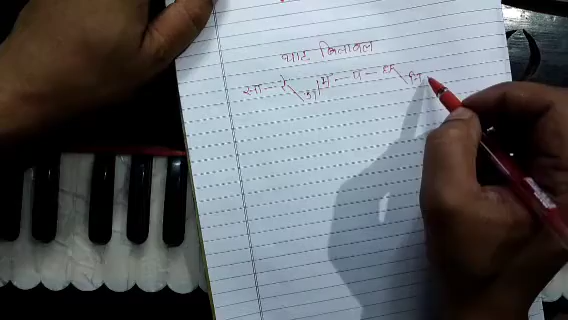 थाट बिलावल
सा - रे ग म - प - ध नि